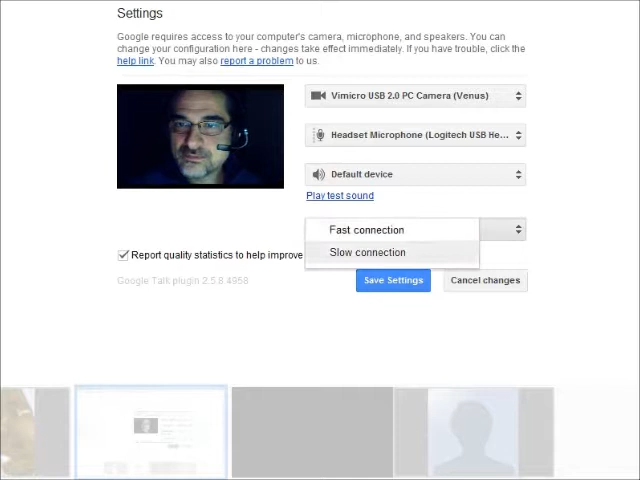 Settings
Google requires access to your computer's camera, microphone, and speakers. You can
change your configuration here - changes take effect immediately. If you have trouble, click the
help link. You may also report a problem to us.
Vimicro USB 2.0 PC Camera (Venus)
Headset Microphone (Logitech USB He...
Default device
Play test sound
Fast connection
Slow connection
Report quality statistics to help improve
Google Talk plugin 2.5.8.4958
Save Settings
Cancel changes